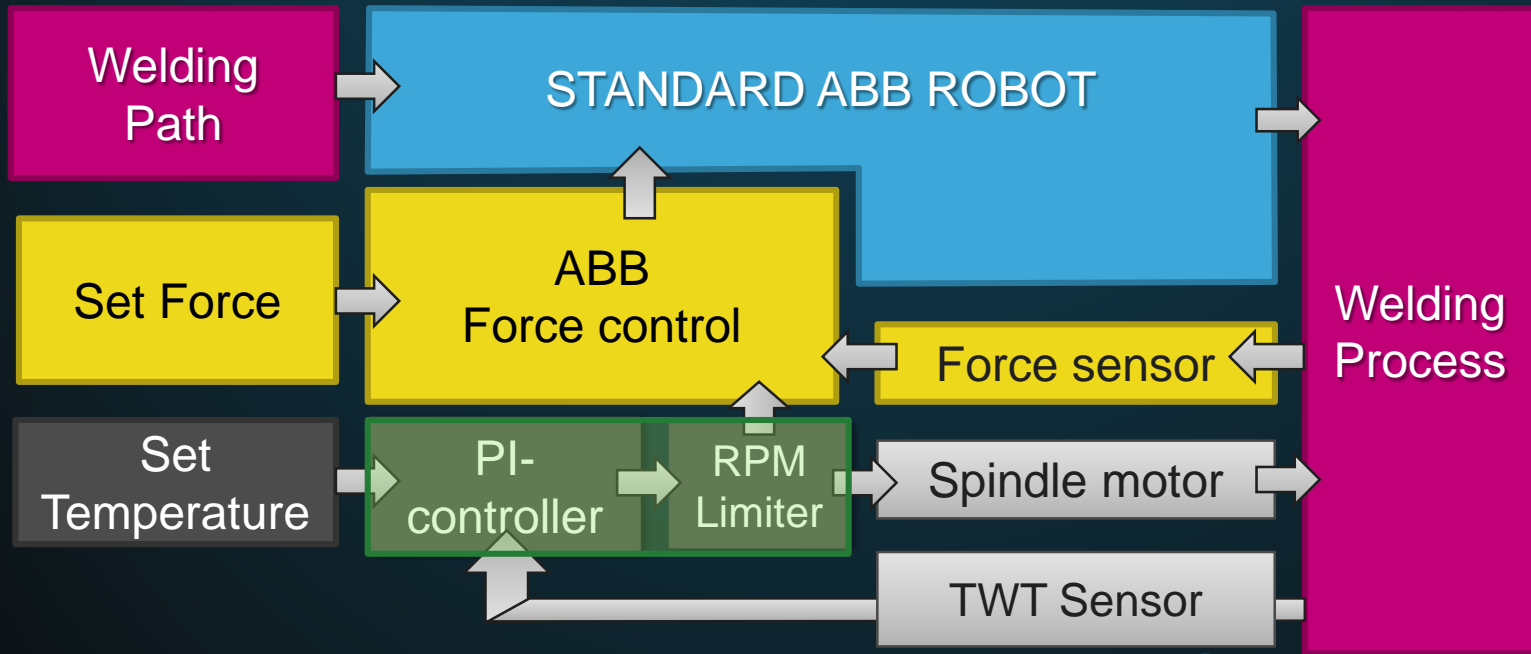 Welding
Path
STANDARD ABB ROBOT
Set Force
ABB
Force control
Force sensor
Welding
Process
Set
Temperature
PI-
controller
RPM
Limiter
Spindle motor
TWT Sensor